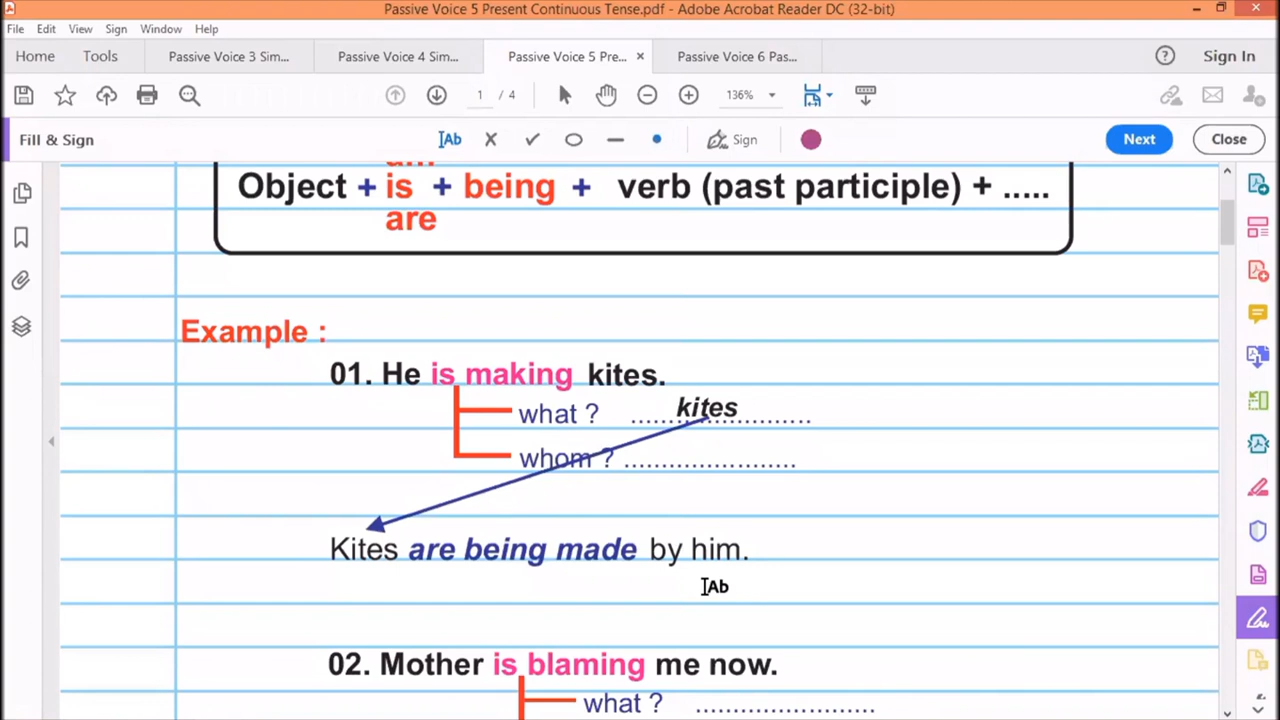 Passive Voice 5 Present Continuous Tense.pdf - Adobe Acrobat Reader DC (32-bit)
File Edit View Sign Window Help
Home Tools Passive Voice 3 Sim... Passive Voice 4 Sim... Passive Voice 5 Pre... × Passive Voice 6 Pas... Sign In
1 / 4 136%
Fill & Sign Ab Sign Next Close
am
Object + is + being + verb (past participle) + .....
are
Example :
01. He is making kites.
what ? ......kites...........
whom ? .......................
Kites are being made by him.
Ab
02. Mother is blaming me now.
what ? ........................